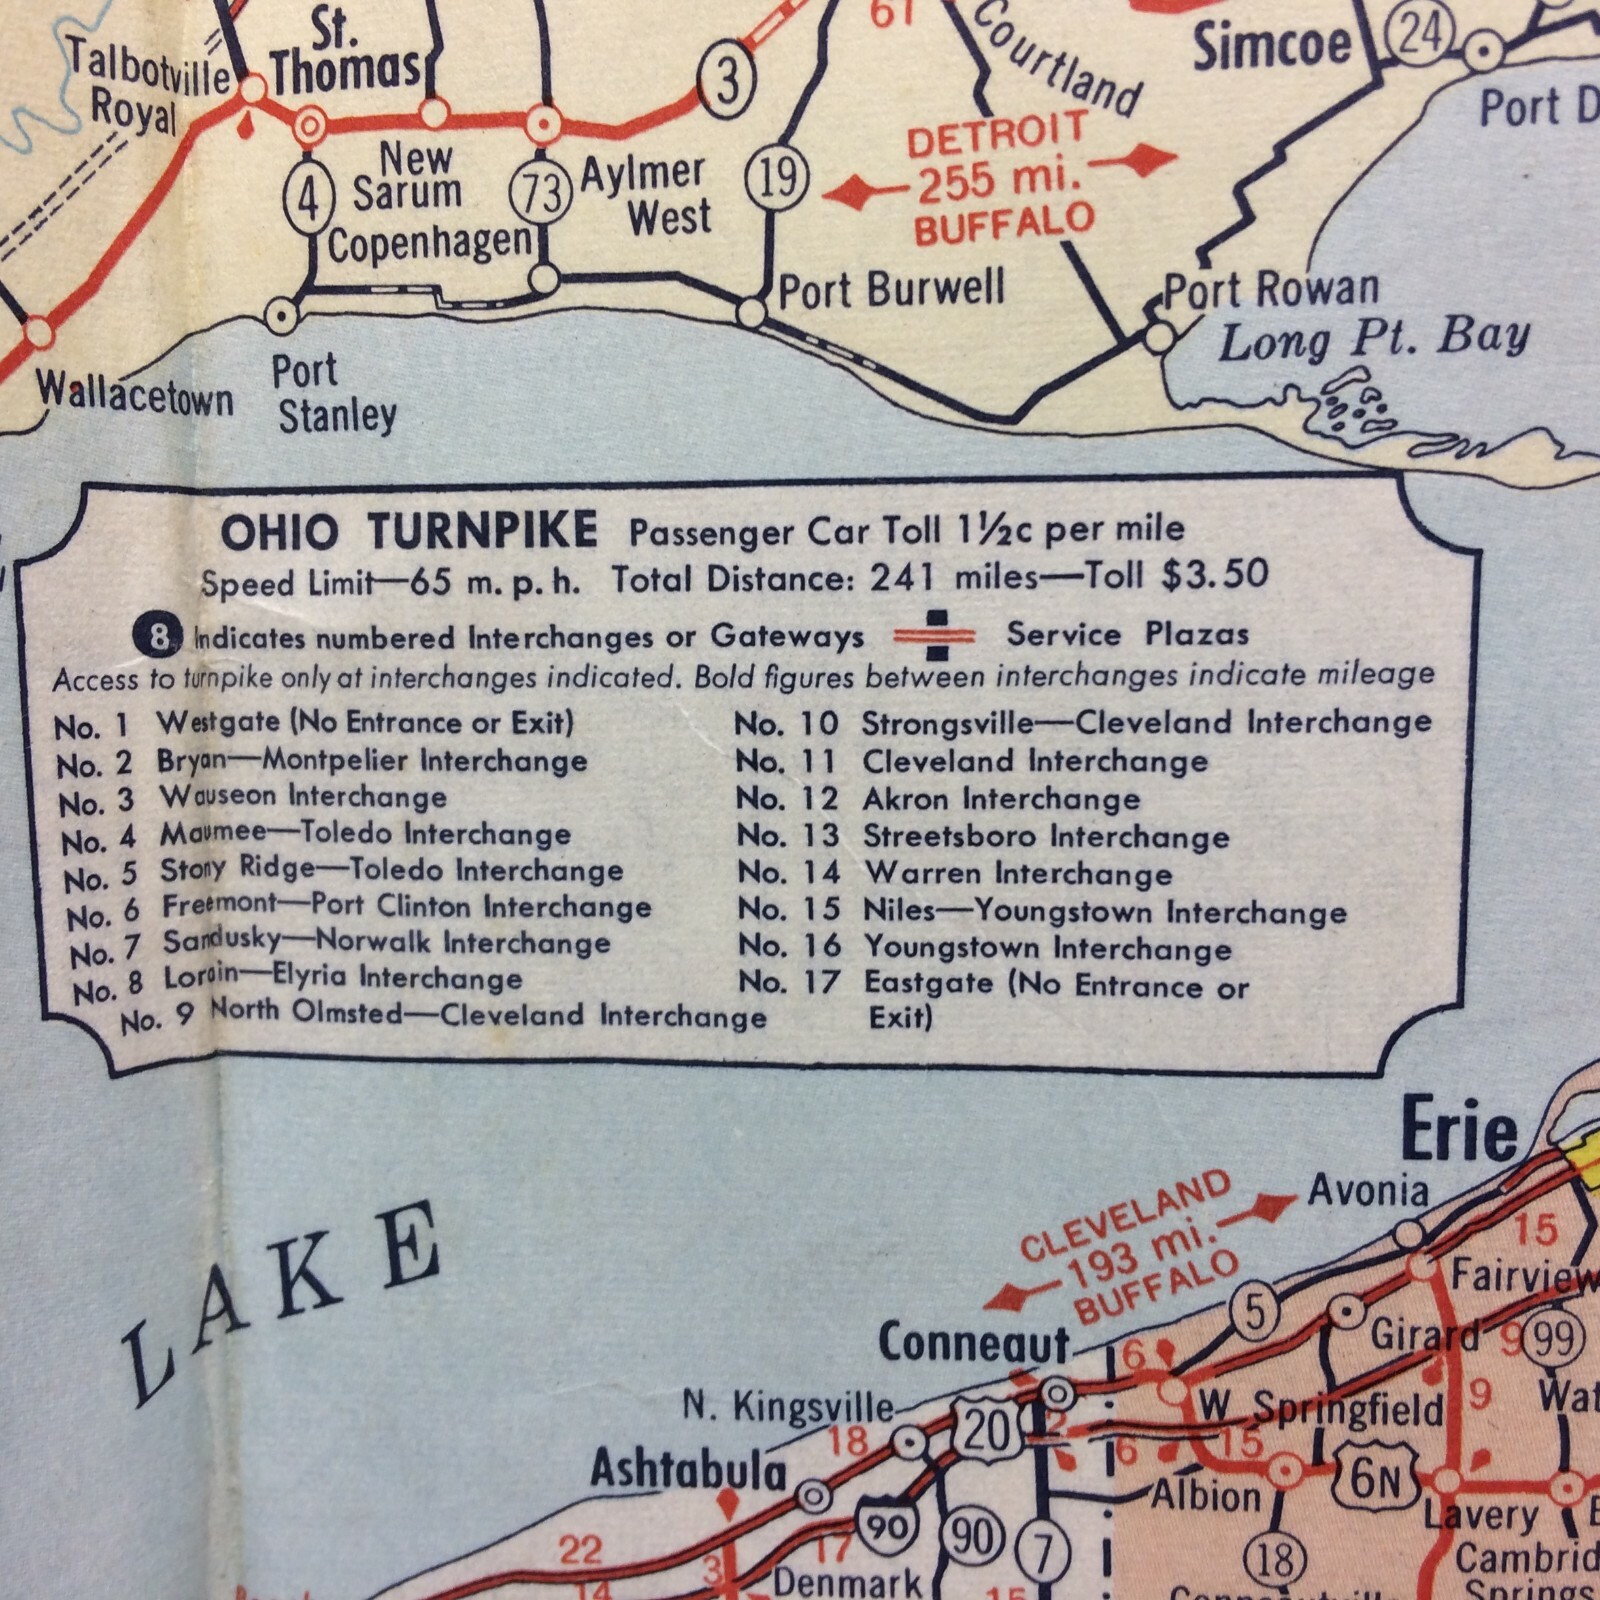 61
Courtland
Simcoe
24
Port D
St.
Thomas
Talbotville
Royal
3
DETROIT
255 mi.
BUFFALO
4
New
Sarum
73
Aylmer
West
19
Copenhagen
Port Burwell
Port Rowan
Long Pt. Bay
Wallacetown
Port
Stanley
OHIO TURNPIKE Passenger Car Toll 1½c per mile
Speed Limit—65 m. p. h. Total Distance: 241 miles—Toll $3.50
8 Indicates numbered Interchanges or Gateways Service Plazas
Access to turnpike only at interchanges indicated. Bold figures between interchanges indicate mileage
No. 1 Westgate (No Entrance or Exit)
No. 2 Bryan—Montpelier Interchange
No. 3 Wauseon Interchange
No. 4 Maumee—Toledo Interchange
No. 5 Stony Ridge—Toledo Interchange
No. 6 Freemont—Port Clinton Interchange
No. 7 Sandusky—Norwalk Interchange
No. 8 Lorain—Elyria Interchange
No. 9 North Olmsted—Cleveland Interchange
No. 10 Strongsville—Cleveland Interchange
No. 11 Cleveland Interchange
No. 12 Akron Interchange
No. 13 Streetsboro Interchange
No. 14 Warren Interchange
No. 15 Niles—Youngstown Interchange
No. 16 Youngstown Interchange
No. 17 Eastgate (No Entrance or
Exit)
Erie
Avonia
CLEVELAND
193 mi.
BUFFALO
15
LAKE
Fairview
5
Girard
9
99
Conneaut
6
N. Kingsville
W Springfield
9
Wat
20
2
18
6
15
Ashtabula
Albion
6N
Lavery
E
90
90
7
22
17
18
Cambrid
Springs
3
Denmark
14
15